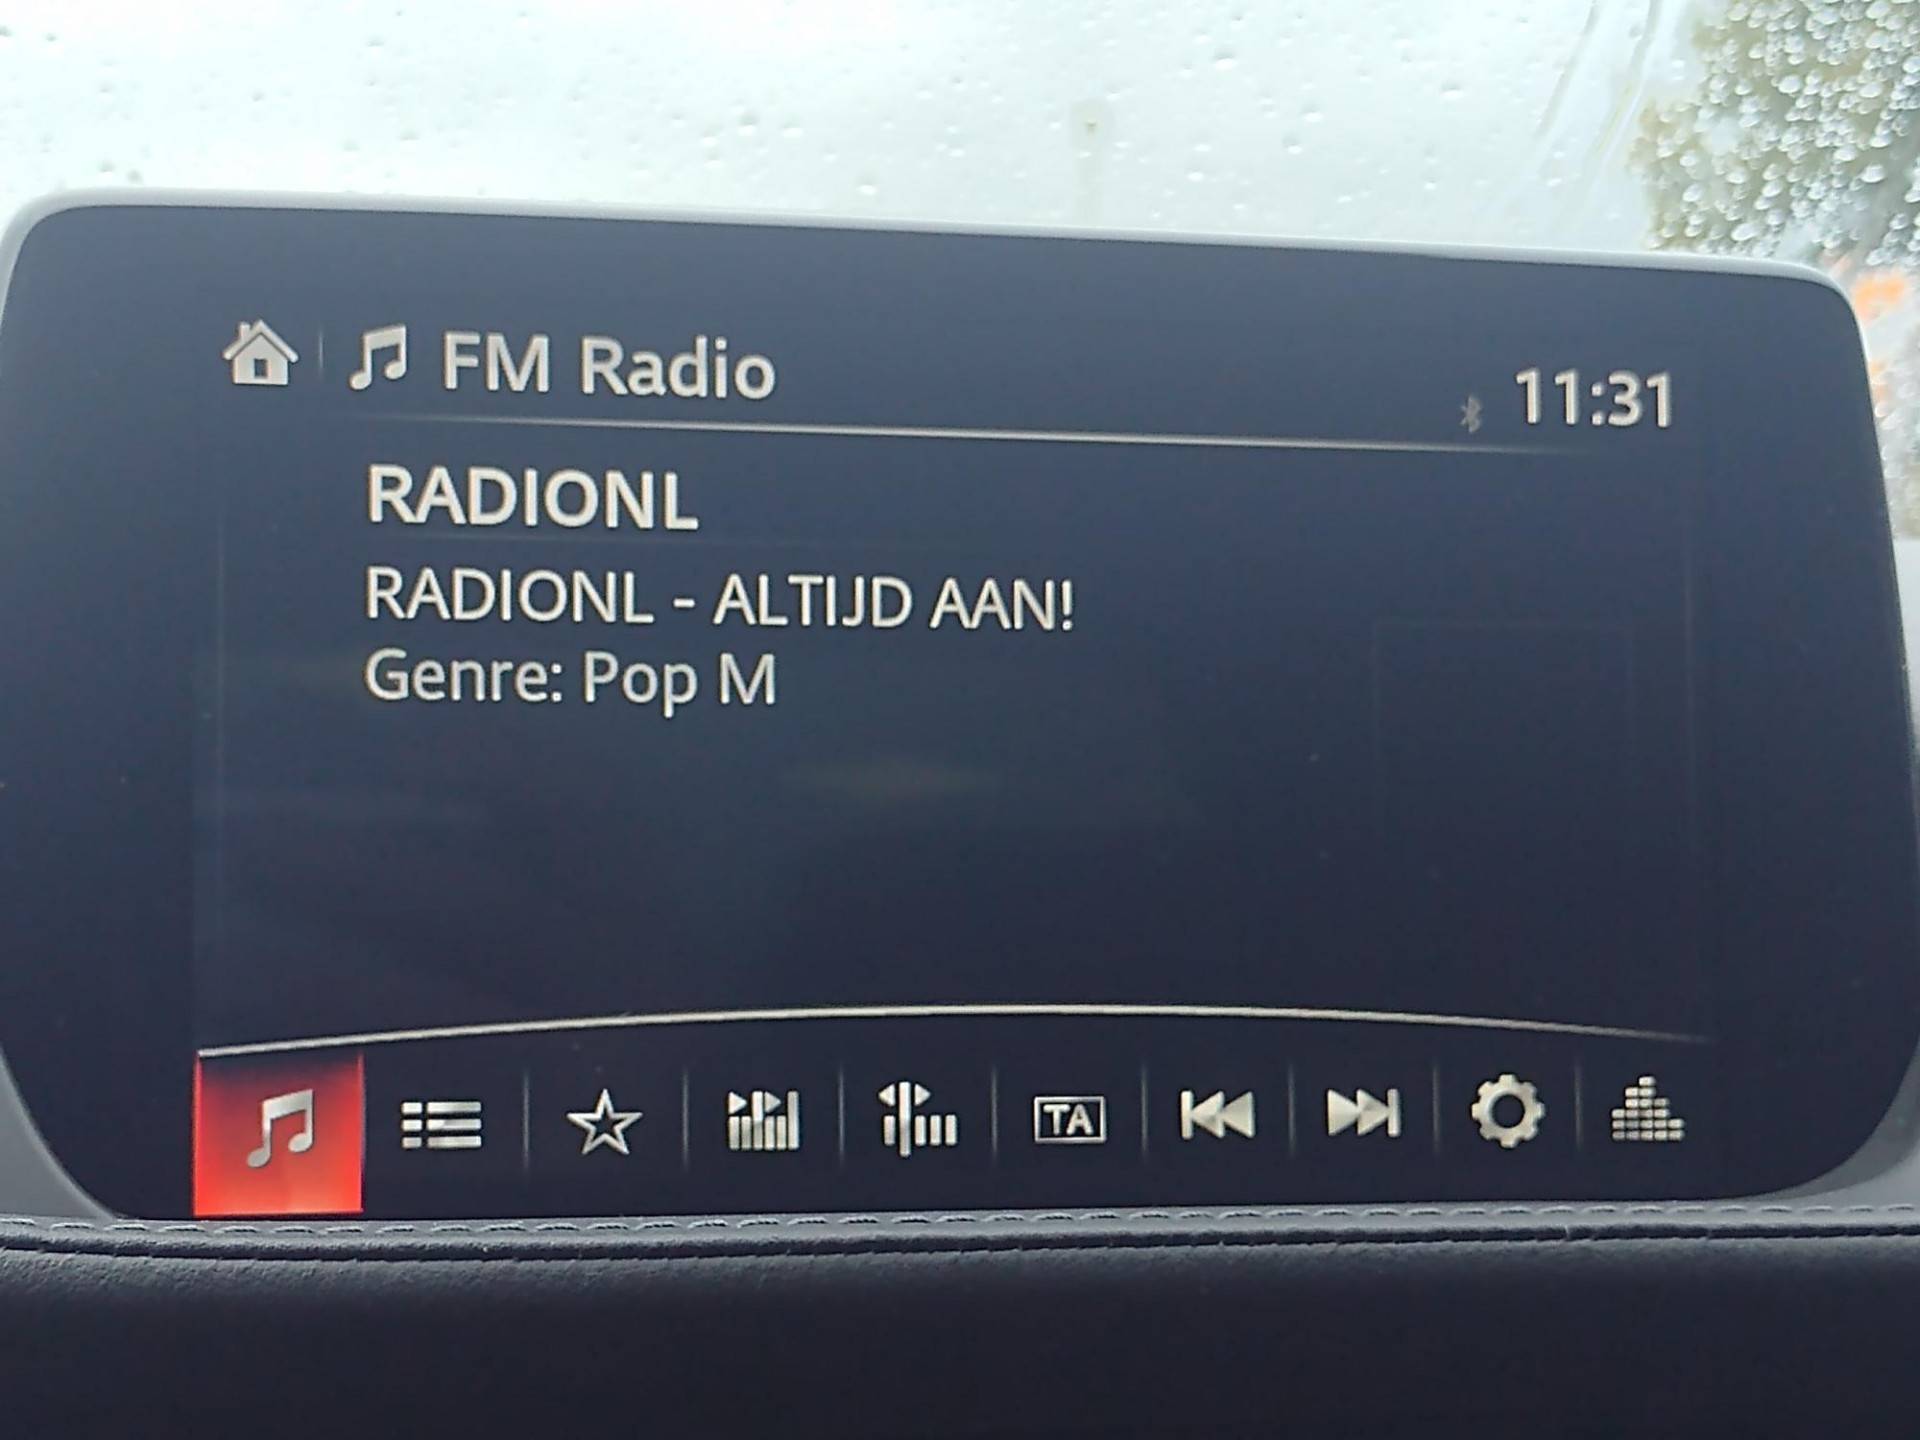 FM Radio
11:31
RADIONL
RADIONL - ALTIJD AAN!
Genre: Pop M
TA